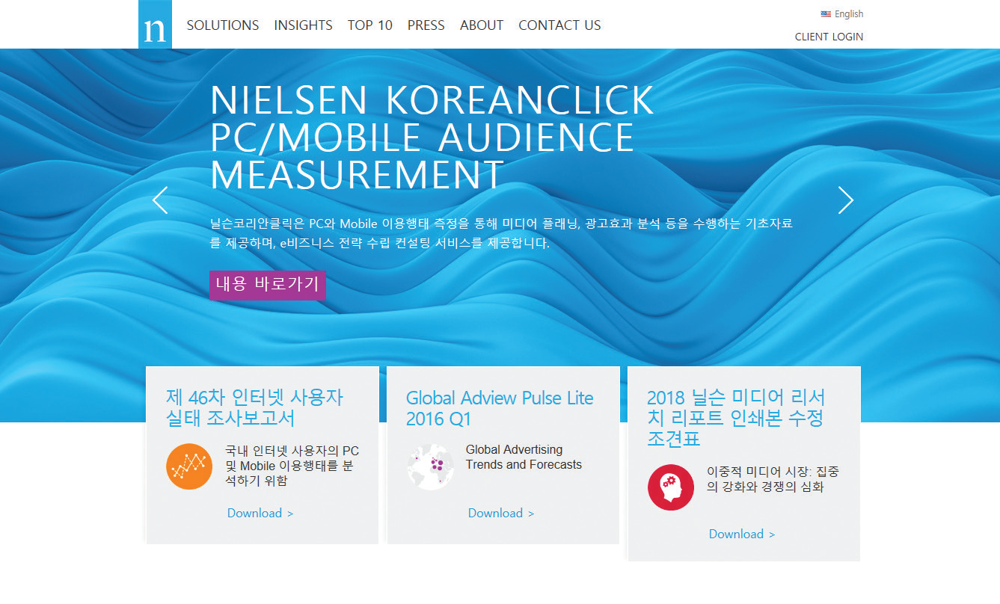 n
SOLUTIONS INSIGHTS TOP 10 PRESS ABOUT CONTACT US
English
CLIENT LOGIN
NIELSEN KOREANCLICK
PC/MOBILE AUDIENCE
MEASUREMENT
닐슨코리안클릭은 PC와 Mobile 이용행태 측정을 통해 미디어 플래닝, 광고효과 분석 등을 수행하는 기초자료
를 제공하며, e비즈니스 전략 수립 컨설팅 서비스를 제공합니다.
내용 바로가기
제 46차 인터넷 사용자
실태 조사보고서
국내 인터넷 사용자의 PC
및 Mobile 이용행태를 분
석하기 위함
Download >
Global Adview Pulse Lite
2016 Q1
Global Advertising
Trends and Forecasts
Download >
2018 닐슨 미디어 리서
치 리포트 인쇄본 수정
조견표
이중적 미디어 시장: 집중
의 강화와 경쟁의 심화
Download >